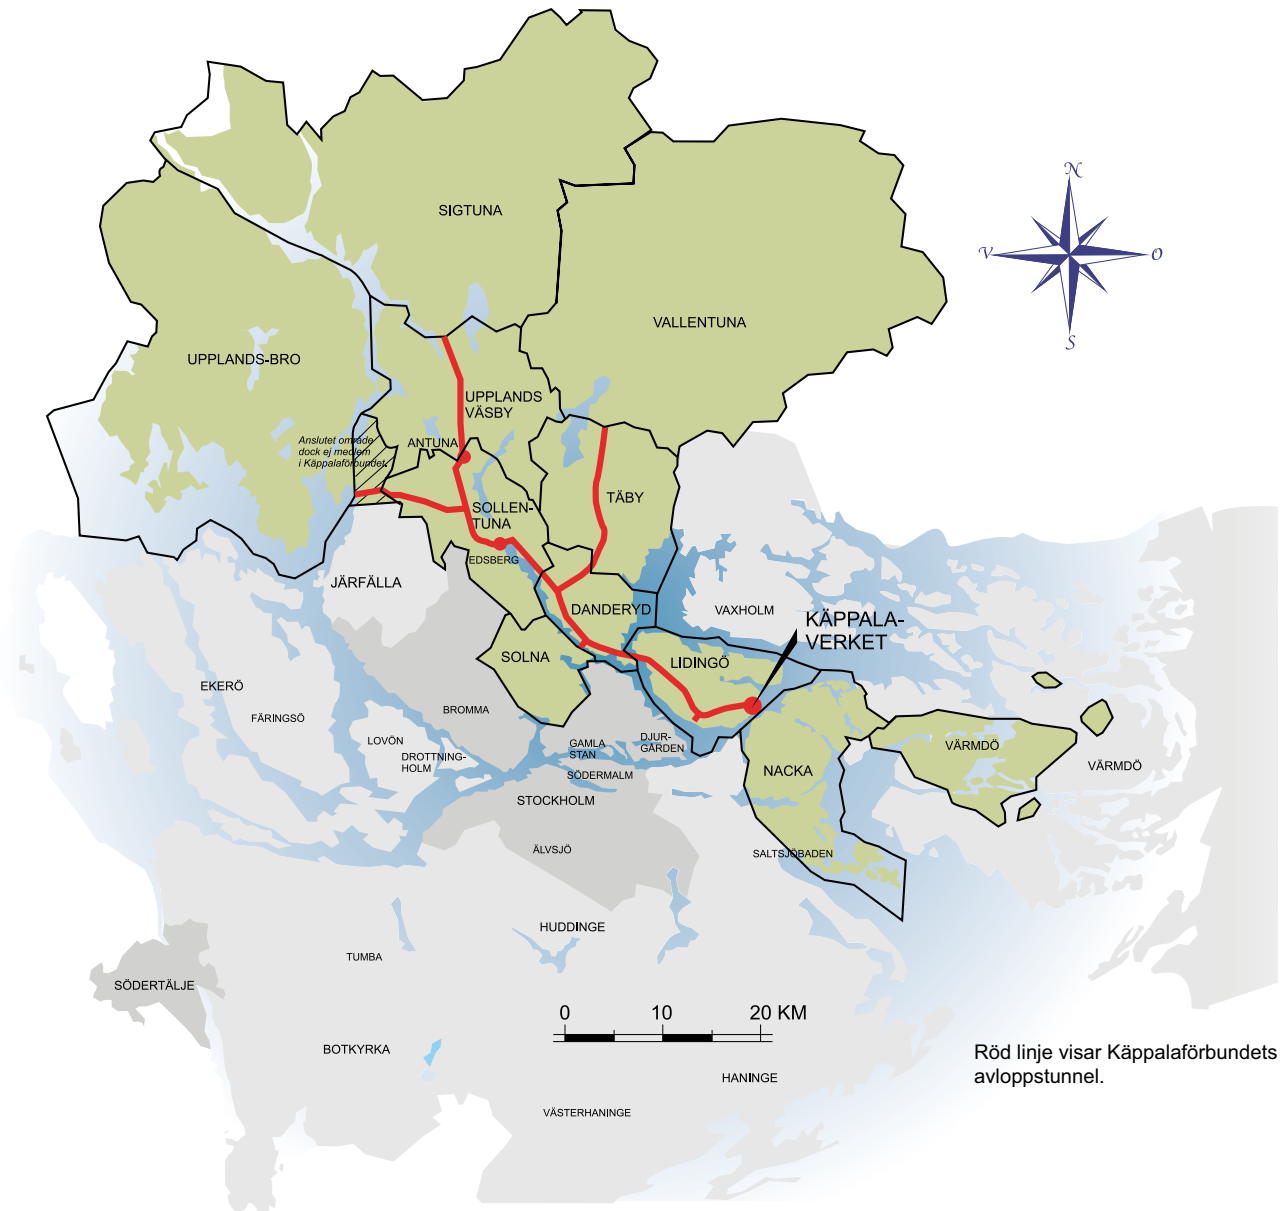 N
V
O
S
SIGTUNA
VALLENTUNA
UPPLANDS-BRO
UPPLANDS
VÄSBY
Anslutet område
dock ej medlem
i Käppalaförbundet.
ANTUNA
TÄBY
SOLLEN-
TUNA
EDSBERG
JÄRFÄLLA
DANDERYD
VAXHOLM
KÄPPALA-
VERKET
SOLNA
LIDINGÖ
EKERÖ
FÄRINGSÖ
BROMMA
LOVÖN
DROTTNING-
HOLM
GAMLA
STAN
DJUR-
GÅRDEN
SÖDERMALM
NACKA
VÄRMDÖ
VÄRMDÖ
STOCKHOLM
ÄLVSJÖ
SALTSJÖBADEN
HUDDINGE
TUMBA
SÖDERTÄLJE
0 10 20 KM
BOTKYRKA
HANINGE
VÄSTERHANINGE
Röd linje visar Käppalaförbundets
avloppstunnel.